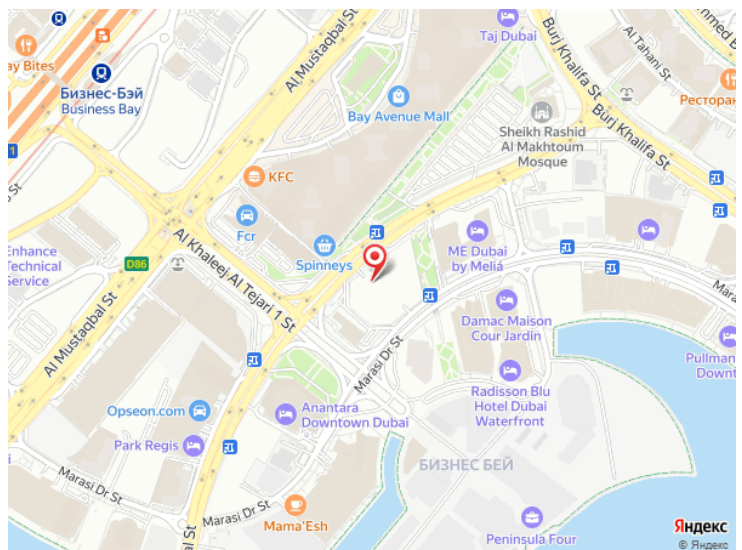 Taj Dubai
Al Tahani St
Burj Khalifa St
ay Bites
Бизнес-Бэй
Business Bay
Al Mustaqbal St
Bay Avenue Mall
Ресторан
Sheikh Rashid
Al Makhtoum
Mosque
Burj Khalifa St
KFC
Fcr
Spinneys
ME Dubai
by Meliá
Enhance
Technical
Service
D86
Al Khaleej Al Tejari 1 St
Al Mustaqbal St
Damac Maison
Cour Jardin
Pullman
Downt
Marasi Dr St
Radisson Blu
Hotel Dubai
Waterfront
Opseon.com
Anantara
Downtown Dubai
Park Regis
БИЗНЕС БЕЙ
Marasi Dr St
Marasi Dr St
Mama'Esh
Peninsula Four
Яндекс
© Яндекс